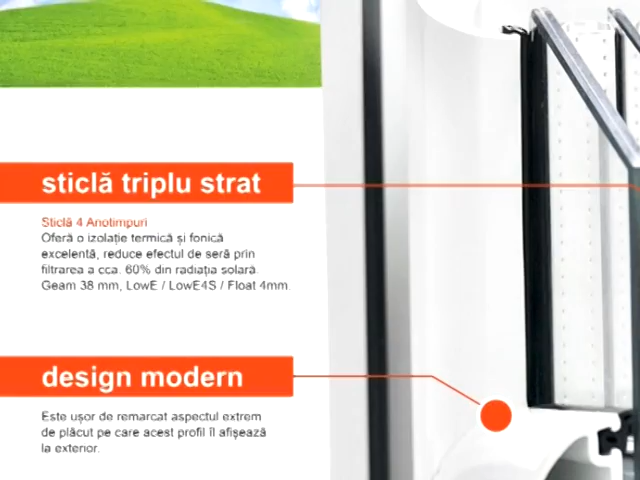 sticlă triplu strat
Sticlă 4 Anotimpuri
Oferă o izolație termică și fonică
excelentă, reduce efectul de seră prin
filtrarea a cca. 60% din radiația solară.
Geam 38 mm, LowE / LowE4S / Float 4mm.
design modern
Este ușor de remarcat aspectul extrem
de plăcut pe care acest profil îl afișează
la exterior.